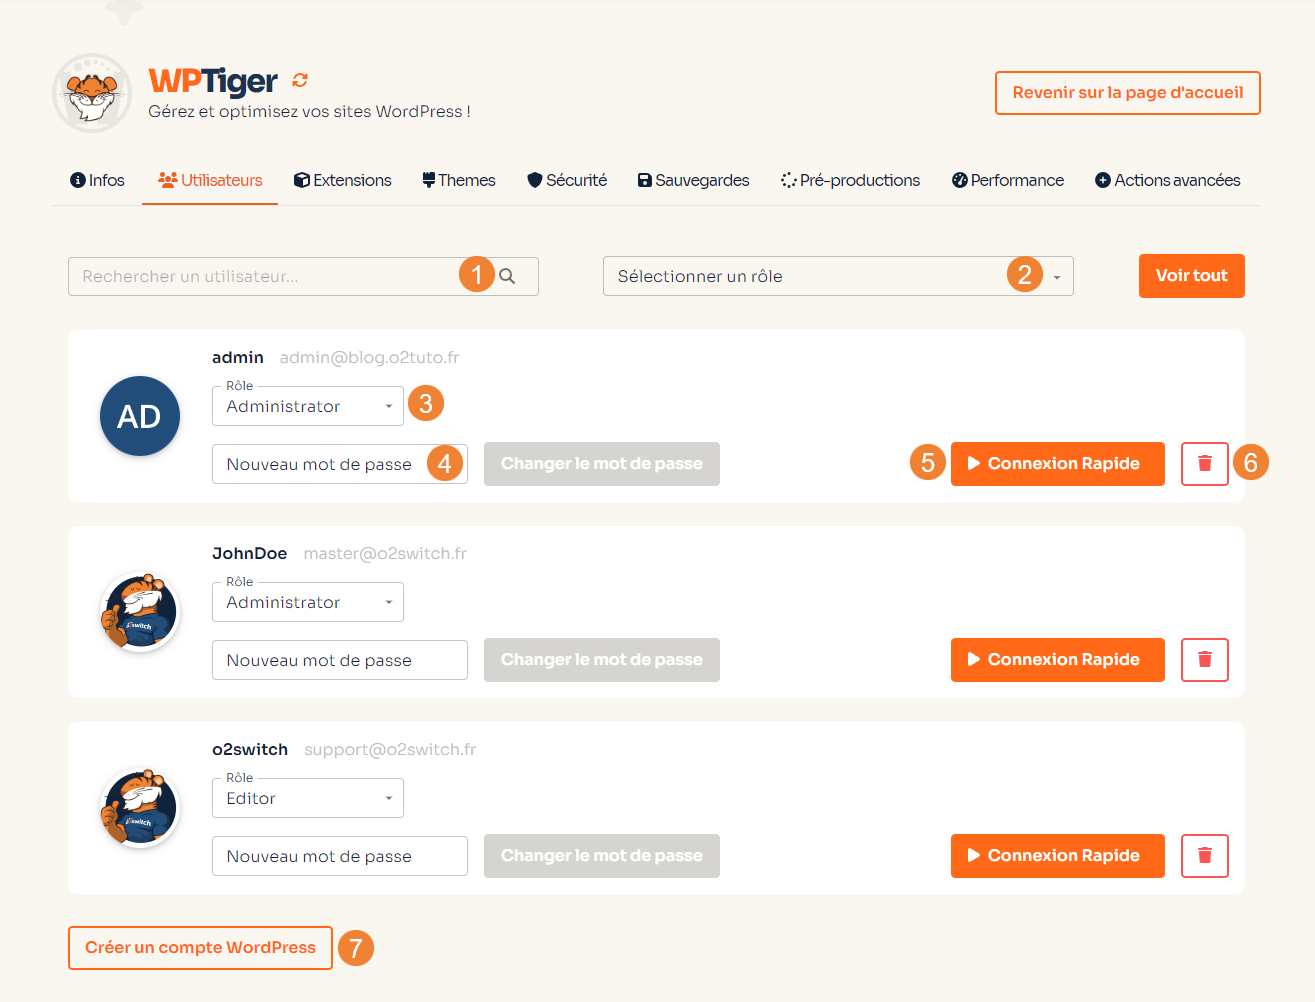 WPTiger
Gérez et optimisez vos sites WordPress !
Revenir sur la page d'accueil
Infos Utilisateurs Extensions Themes Sécurité Sauvegardes Pré-productions Performance Actions avancées
Rechercher un utilisateur... 1 Sélectionner un rôle 2 Voir tout
admin admin@blog.o2tuto.fr
Rôle
AD Administrator 3
Nouveau mot de passe 4 Changer le mot de passe 5 Connexion Rapide 6
JohnDoe master@o2switch.fr
Rôle
Administrator
o2switch
Nouveau mot de passe Changer le mot de passe Connexion Rapide
o2switch support@o2switch.fr
Rôle
Editor
o2switch
Nouveau mot de passe Changer le mot de passe Connexion Rapide
Créer un compte WordPress 7